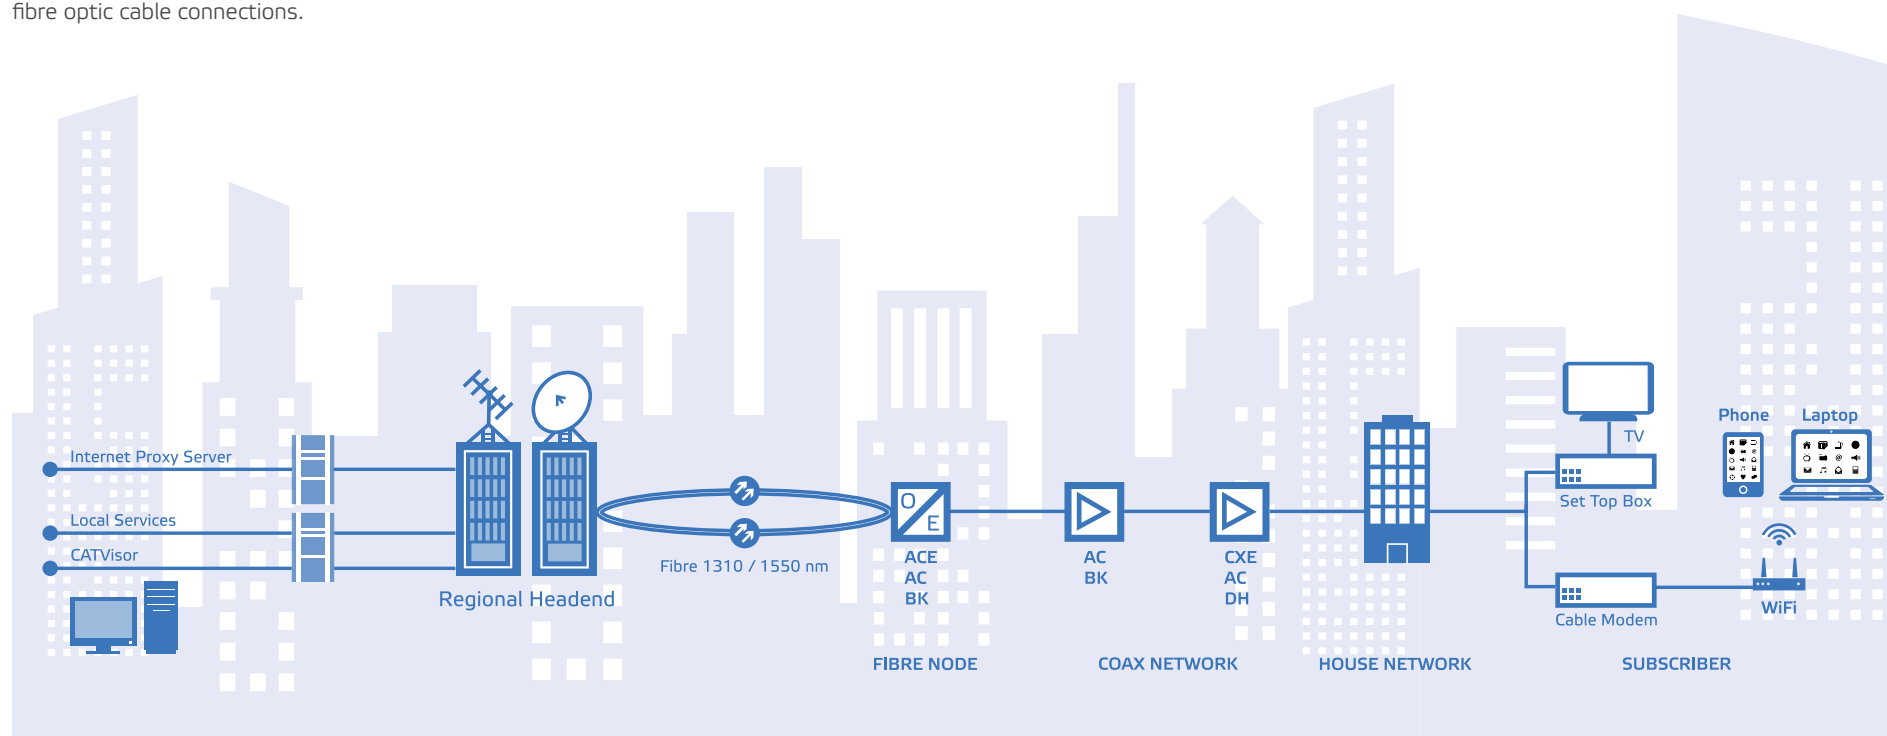 fibre optic cable connections.
Internet Proxy Server
Local Services
CATVisor
Regional Headend
Fibre 1310 / 1550 nm
O
E
ACE
AC
BK
FIBRE NODE
AC
BK
COAX NETWORK
CXE
AC
DH
HOUSE NETWORK
TV
Set Top Box
Cable Modem
Phone
Laptop
WiFi
SUBSCRIBER